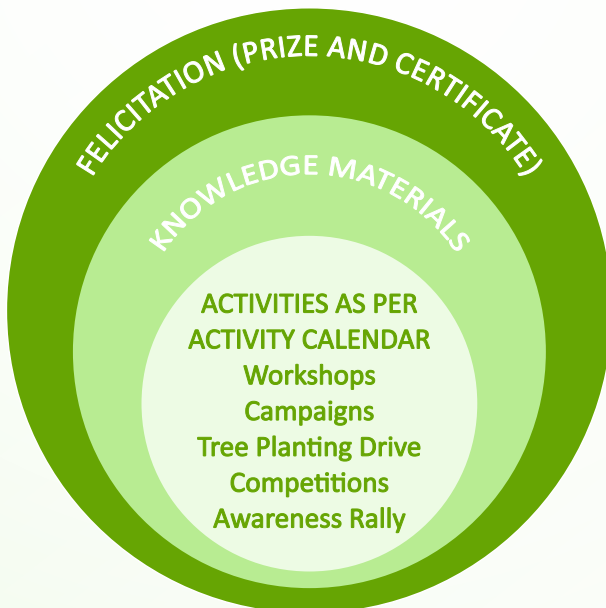 FELICITATION (PRIZE AND CERTIFICATE)
KNOWLEDGE MATERIALS
ACTIVITIES AS PER
ACTIVITY CALENDAR
Workshops
Campaigns
Tree Planting Drive
Competitions
Awareness Rally